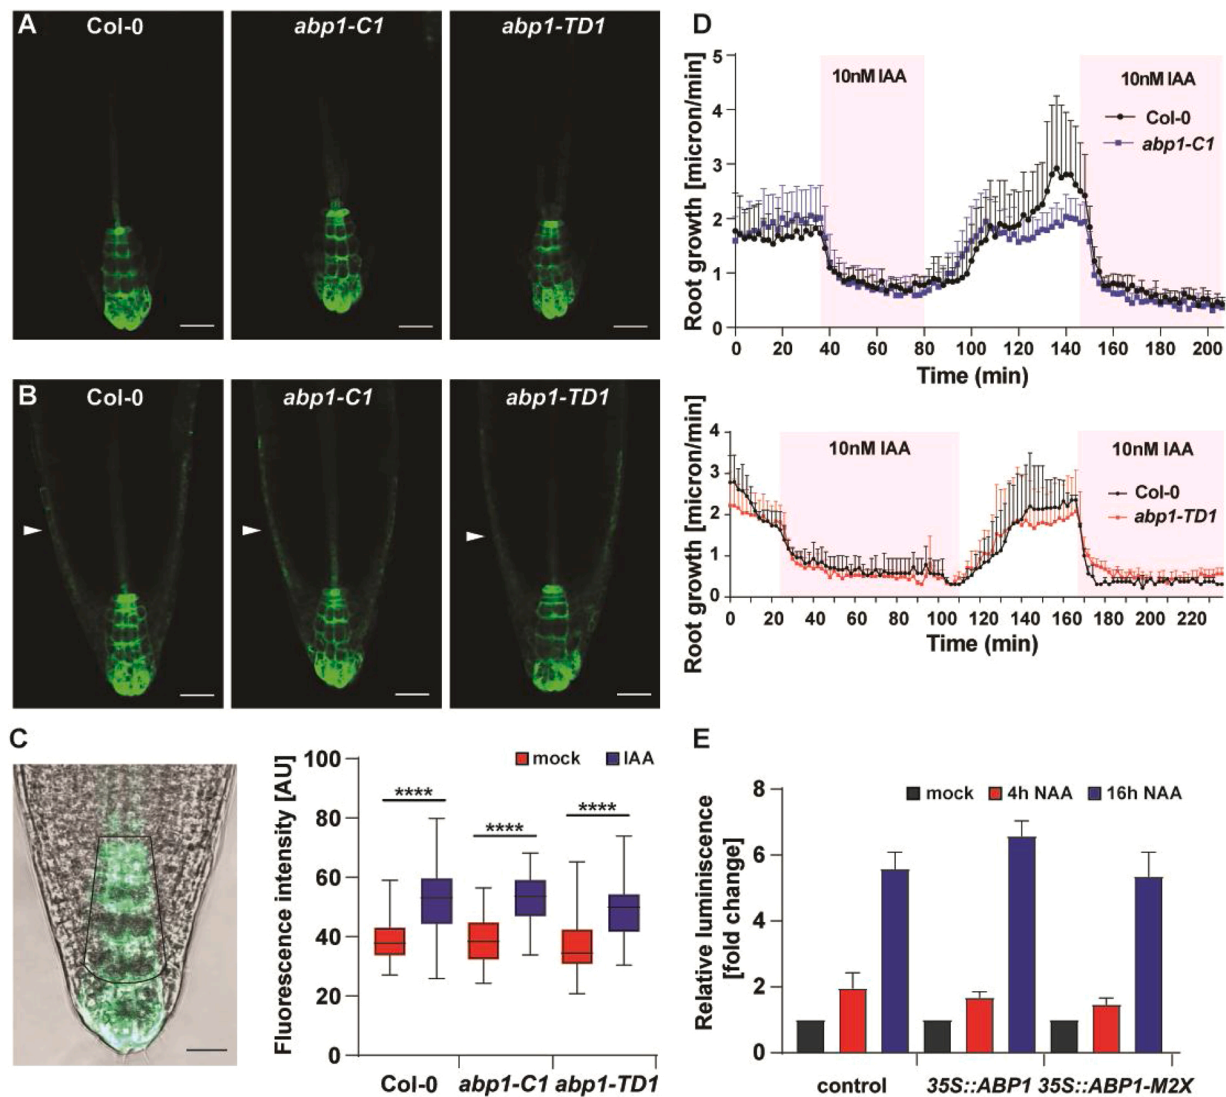 A
Col-0
abp1-C1
abp1-TD1
B
Col-0
abp1-C1
abp1-TD1
C
Fluorescence intensity [AU]
100
80
60
40
20
0
mock
IAA
****
****
****
Col-0
abp1-C1
abp1-TD1
D
Root growth [micron/min]
5
4
3
2
1
0
10nM IAA
10nM IAA
Col-0
abp1-C1
0 20 40 60 80 100 120 140 160 180 200
Time (min)
Root growth [micron/min]
4
3
2
1
0
10nM IAA
10nM IAA
Col-0
abp1-TD1
0 20 40 60 80 100 120 140 160 180 200 220
Time (min)
E
Relative luminiscence
[fold change]
8
6
4
2
0
mock
4h NAA
16h NAA
control
35S::ABP1
35S::ABP1-M2X